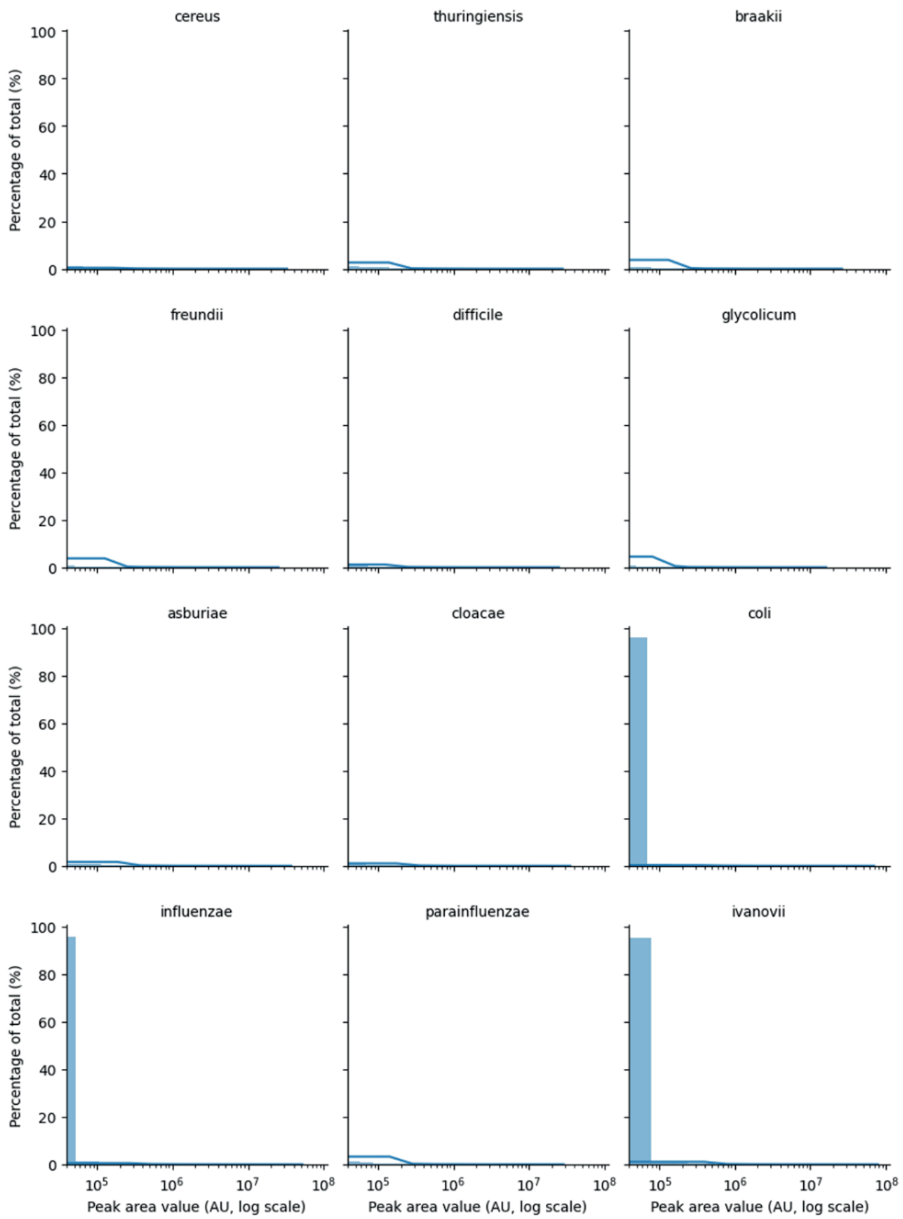 cereus thuringiensis braakii
Percentage of total (%)
100
80
60
40
20
0
freundii difficile glycolicum
Percentage of total (%)
100
80
60
40
20
0
asburiae cloacae coli
Percentage of total (%)
100
80
60
40
20
0
influenzae parainfluenzae ivanovii
Percentage of total (%)
100
80
60
40
20
0
10⁵ 10⁶ 10⁷ 10⁸ 10⁵ 10⁶ 10⁷ 10⁸ 10⁵ 10⁶ 10⁷ 10⁸
Peak area value (AU, log scale) Peak area value (AU, log scale) Peak area value (AU, log scale)